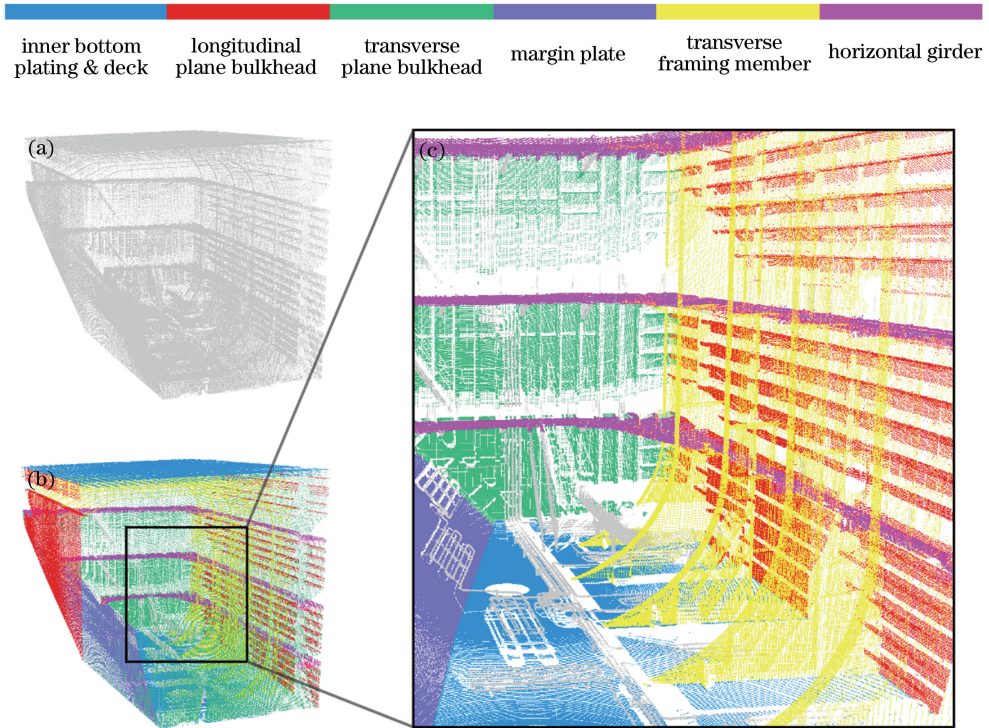 inner bottom
plating & deck
longitudinal
plane bulkhead
transverse
plane bulkhead
margin plate
transverse
framing member
horizontal girder
(a)
(c)
(b)